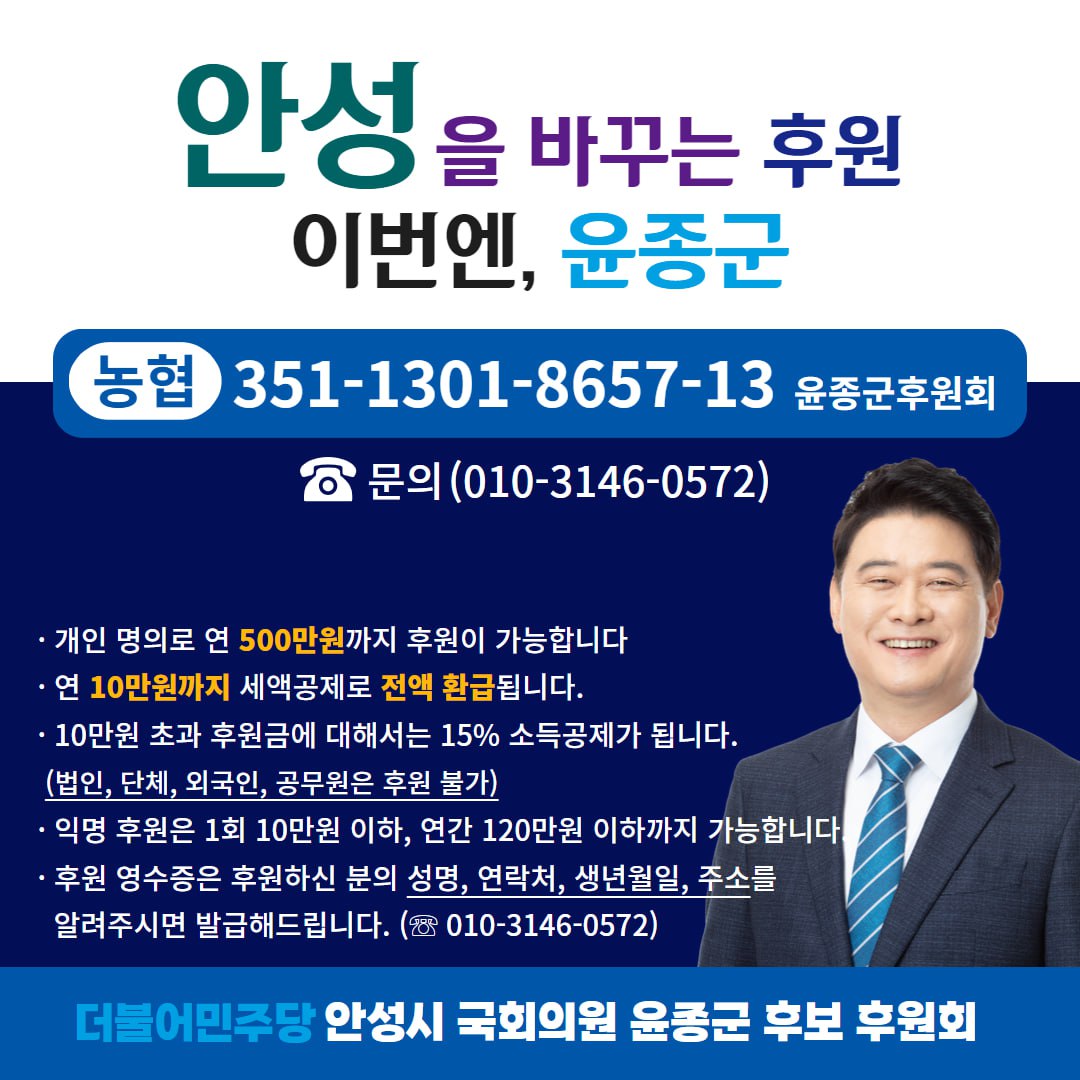 안성을 바꾸는 후원
이번엔, 윤종군
농협 351-1301-8657-13 윤종군후원회
☎ 문의(010-3146-0572)
· 개인 명의로 연 500만원까지 후원이 가능합니다
· 연 10만원까지 세액공제로 전액 환급됩니다.
· 10만원 초과 후원금에 대해서는 15% 소득공제가 됩니다.
(법인, 단체, 외국인, 공무원은 후원 불가)
· 익명 후원은 1회 10만원 이하, 연간 120만원 이하까지 가능합니다.
· 후원 영수증은 후원하신 분의 성명, 연락처, 생년월일, 주소를
알려주시면 발급해드립니다. (☏ 010-3146-0572)
더불어민주당 안성시 국회의원 윤종군 후보 후원회